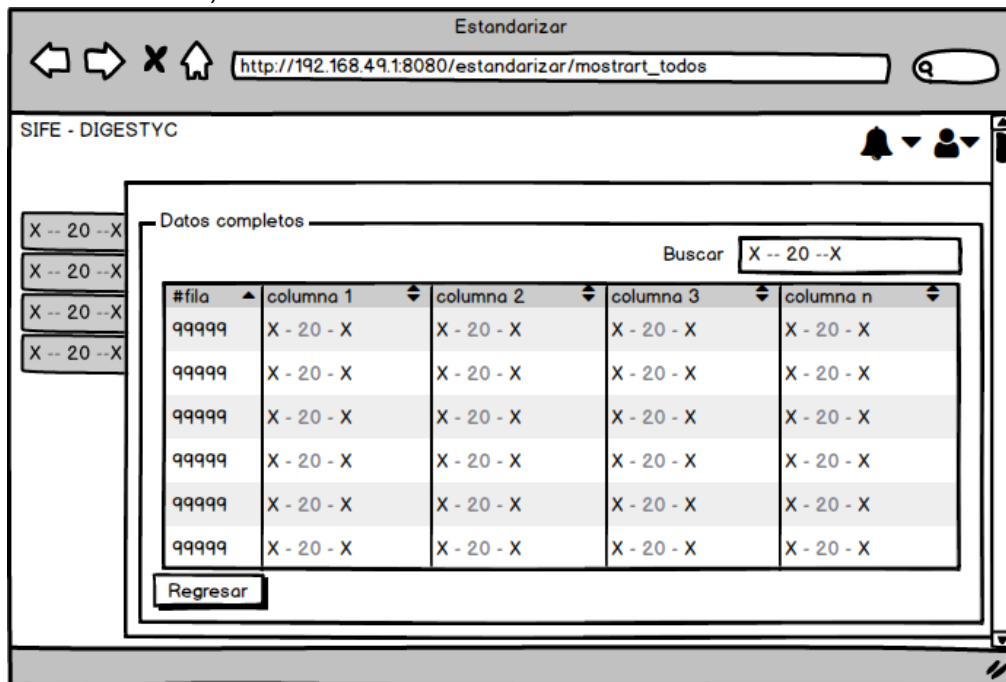 Estandarizar
http://192.168.49.1:8080/estandarizar/mostrart_todos
SIFE - DIGESTYC
X -- 20 --X
X -- 20 --X
X -- 20 --X
X -- 20 --X
Datos completos
Buscar X -- 20 --X
#fila columna 1 columna 2 columna 3 columna n
99999 X - 20 - X X - 20 - X X - 20 - X X - 20 - X
99999 X - 20 - X X - 20 - X X - 20 - X X - 20 - X
99999 X - 20 - X X - 20 - X X - 20 - X X - 20 - X
99999 X - 20 - X X - 20 - X X - 20 - X X - 20 - X
99999 X - 20 - X X - 20 - X X - 20 - X X - 20 - X
99999 X - 20 - X X - 20 - X X - 20 - X X - 20 - X
Regresar